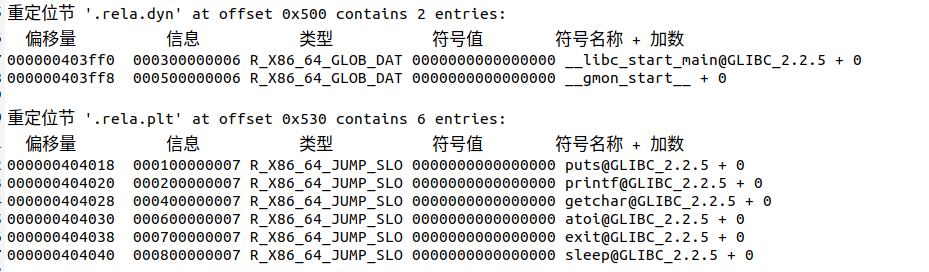 重定位节 '.rela.dyn' at offset 0x500 contains 2 entries:
偏移量 信息 类型 符号值 符号名称 + 加数
000000403ff0 000300000006 R_X86_64_GLOB_DAT 0000000000000000 __libc_start_main@GLIBC_2.2.5 + 0
000000403ff8 000500000006 R_X86_64_GLOB_DAT 0000000000000000 __gmon_start__ + 0
重定位节 '.rela.plt' at offset 0x530 contains 6 entries:
偏移量 信息 类型 符号值 符号名称 + 加数
000000404018 000100000007 R_X86_64_JUMP_SLO 0000000000000000 puts@GLIBC_2.2.5 + 0
000000404020 000200000007 R_X86_64_JUMP_SLO 0000000000000000 printf@GLIBC_2.2.5 + 0
000000404028 000400000007 R_X86_64_JUMP_SLO 0000000000000000 getchar@GLIBC_2.2.5 + 0
000000404030 000600000007 R_X86_64_JUMP_SLO 0000000000000000 atoi@GLIBC_2.2.5 + 0
000000404038 000700000007 R_X86_64_JUMP_SLO 0000000000000000 exit@GLIBC_2.2.5 + 0
000000404040 000800000007 R_X86_64_JUMP_SLO 0000000000000000 sleep@GLIBC_2.2.5 + 0